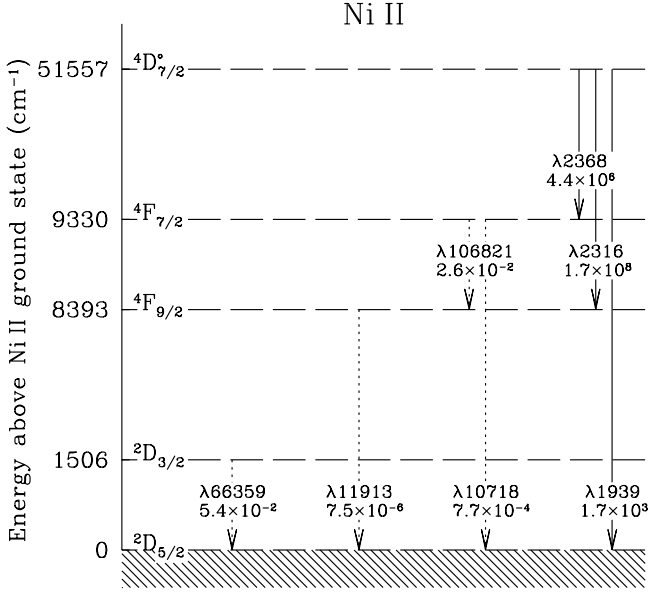 Ni II
Energy above Ni II ground state (cm⁻¹)
51557
⁴D°₇/₂
λ2368
4.4×10⁶
9330
⁴F₇/₂
λ106821
2.6×10⁻²
λ2316
1.7×10⁸
8393
⁴F₉/₂
1506
²D₃/₂
λ66359
5.4×10⁻²
λ11913
7.5×10⁻⁶
λ10718
7.7×10⁻⁴
λ1939
1.7×10³
0
²D₅/₂